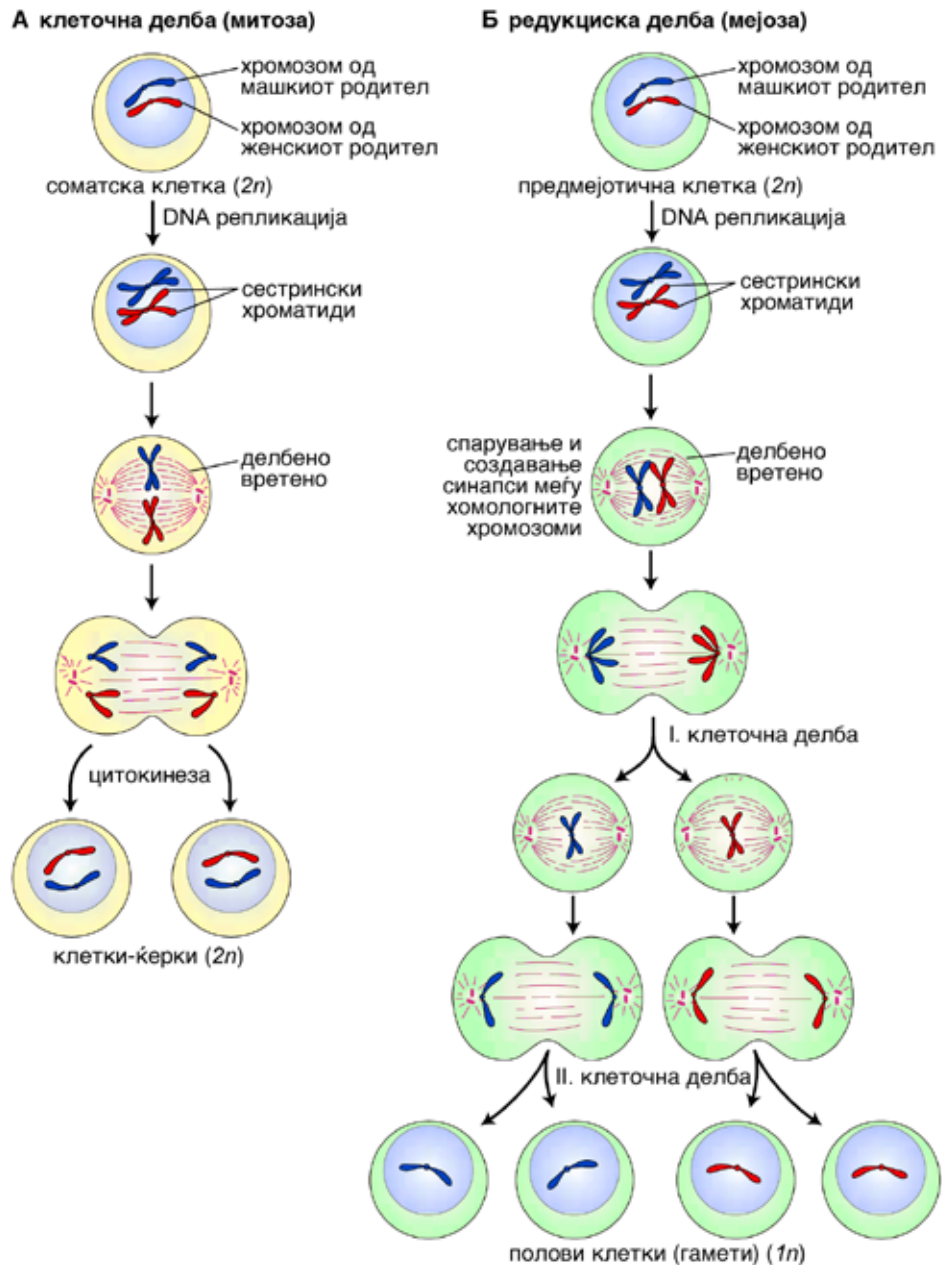 А клеточна делба (митоза)
хромозом од
машкиот родител
хромозом од
женскиот родител
соматска клетка (2n)
DNA репликација
сестрински
хроматиди
делбено
вретено
цитокинеза
клетки-ќерки (2n)
Б редукциска делба (мејоза)
хромозом од
машкиот родител
хромозом од
женскиот родител
предмејотична клетка (2n)
DNA репликација
сестрински
хроматиди
спарување и
создавање
синапси меѓу
хомологните
хромозоми
делбено
вретено
I. клеточна делба
II. клеточна делба
полови клетки (гамети) (1n)